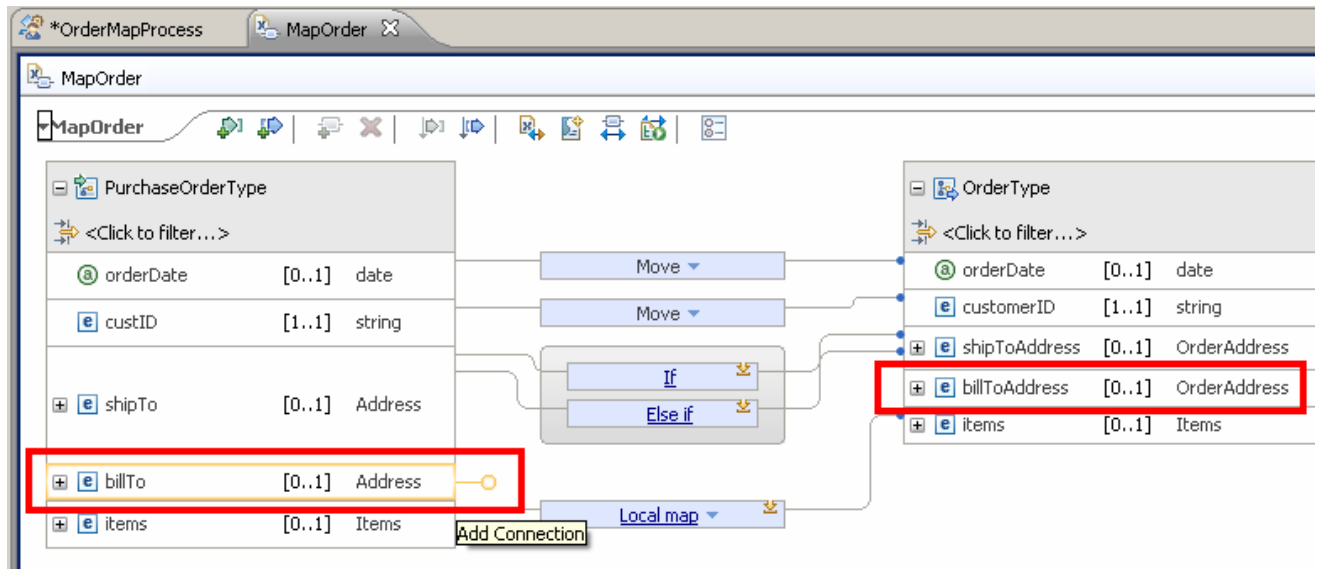 *OrderMapProcess MapOrder
MapOrder
MapOrder
PurchaseOrderType OrderType
<Click to filter...> <Click to filter...>
a orderDate [0..1] date Move a orderDate [0..1] date
e custID [1..1] string Move e customerID [1..1] string
e shipToAddress [0..1] OrderAddress
If
e billToAddress [0..1] OrderAddress
e shipTo [0..1] Address
Else if
e items [0..1] Items
e billTo [0..1] Address
e items [0..1] Items Local map
Add Connection